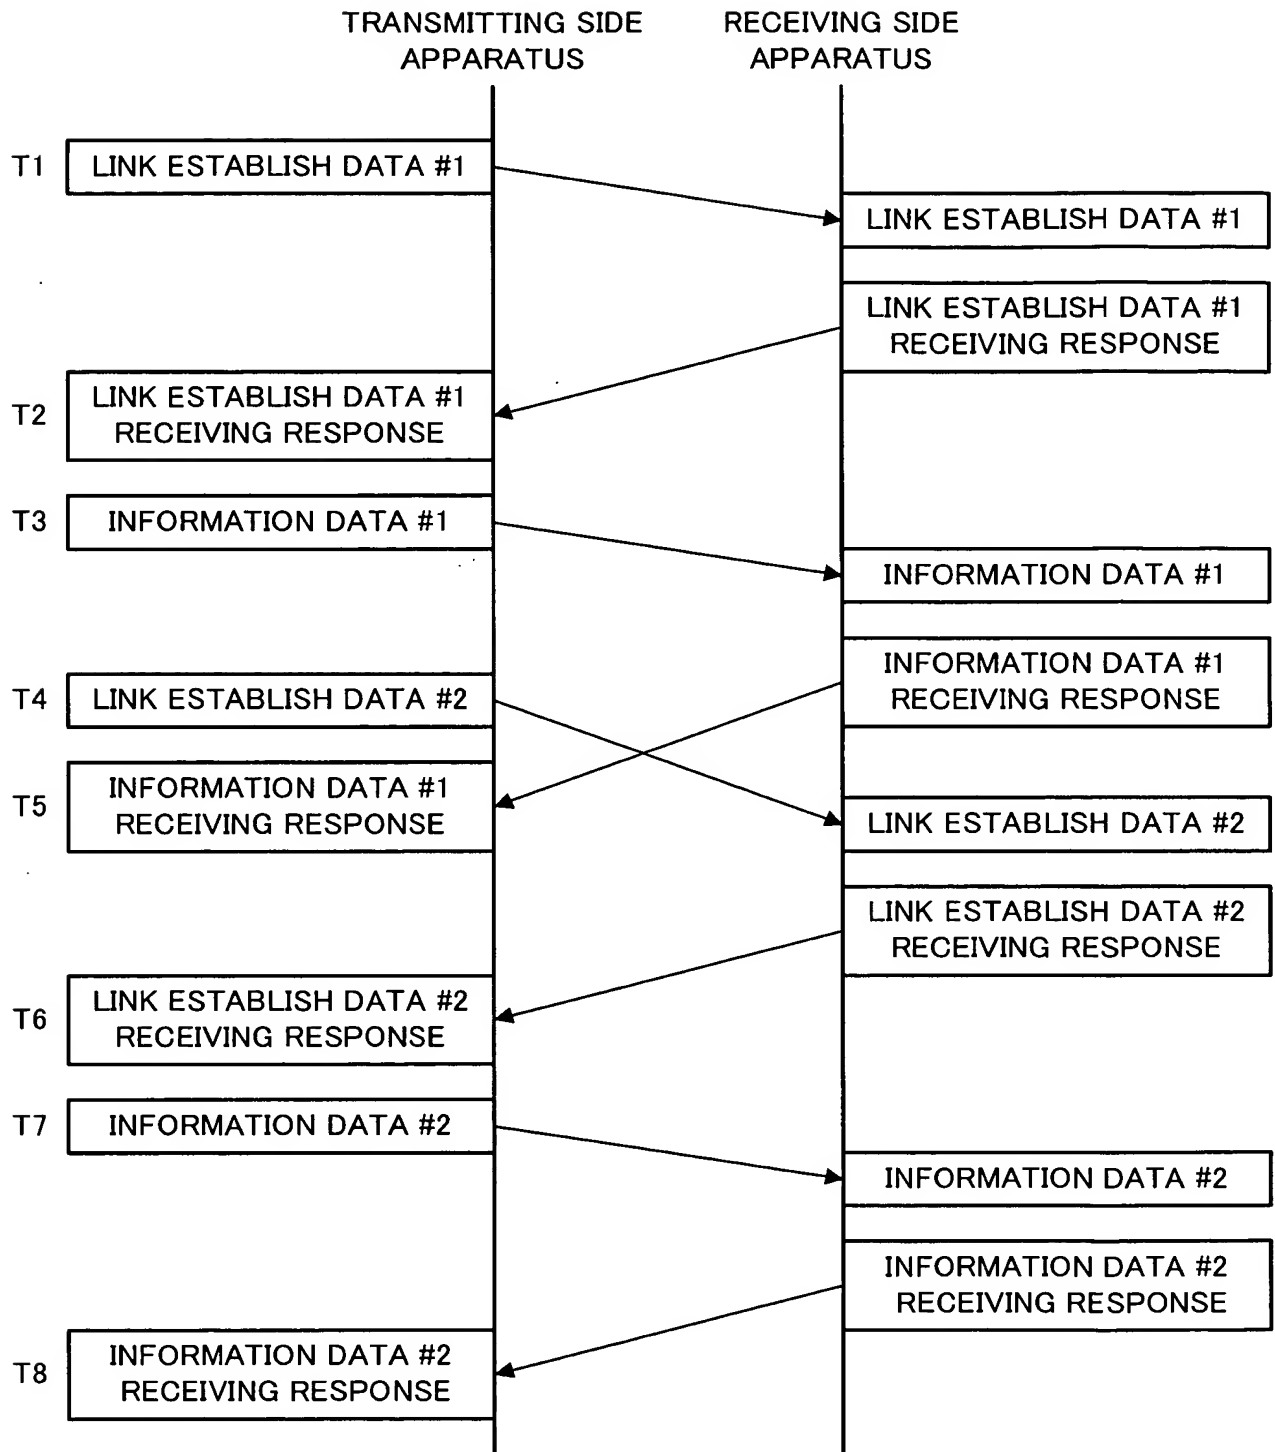 TRANSMITTING SIDE
APPARATUS
RECEIVING SIDE
APPARATUS
T1
LINK ESTABLISH DATA #1
LINK ESTABLISH DATA #1
LINK ESTABLISH DATA #1
RECEIVING RESPONSE
T2
LINK ESTABLISH DATA #1
RECEIVING RESPONSE
T3
INFORMATION DATA #1
INFORMATION DATA #1
INFORMATION DATA #1
RECEIVING RESPONSE
T4
LINK ESTABLISH DATA #2
T5
INFORMATION DATA #1
RECEIVING RESPONSE
LINK ESTABLISH DATA #2
LINK ESTABLISH DATA #2
RECEIVING RESPONSE
T6
LINK ESTABLISH DATA #2
RECEIVING RESPONSE
T7
INFORMATION DATA #2
INFORMATION DATA #2
INFORMATION DATA #2
RECEIVING RESPONSE
T8
INFORMATION DATA #2
RECEIVING RESPONSE